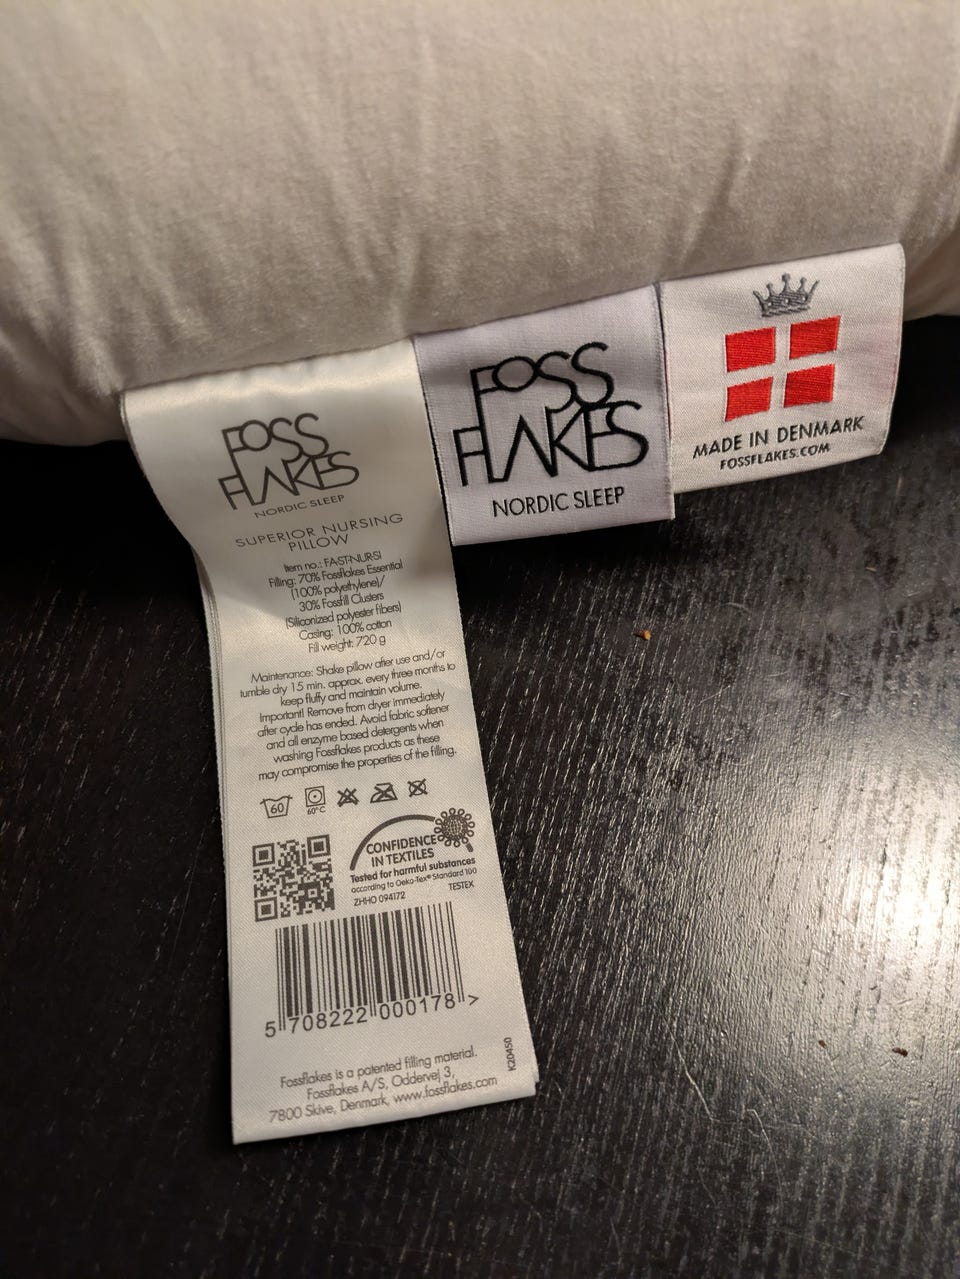 FOSS
FLAKES
NORDIC SLEEP
SUPERIOR NURSING
PILLOW
Item no.: FA-ST-NUR-SI
Filling: 70% Fossflakes Essential
(100% polyethylene)/
30% Fossfill Clusters
(Siliconized polyester fibers)
Casing: 100% cotton
Fill weight: 720 g
Maintenance: Shake pillow after use and/or
tumble dry 15 min. approx. every three months to
keep fluffy and maintain volume.
Important! Remove from dryer immediately
after cycle has ended. Avoid fabric softener
and all enzyme based detergents when
washing Fossflakes products as these
may compromise the properties of the filling.
60
60°C
CONFIDENCE
IN TEXTILES
Tested for harmful substances
according to Oeko-Tex® Standard 100
ZHHO 094172
TESTEX
5 708222 000178 >
K20450
Fossflakes is a patented filling material.
Fossflakes A/S, Oddervej 3,
7800 Skive, Denmark, www.fossflakes.com
FOSS
FLAKES
NORDIC SLEEP
MADE IN DENMARK
FOSSFLAKES.COM